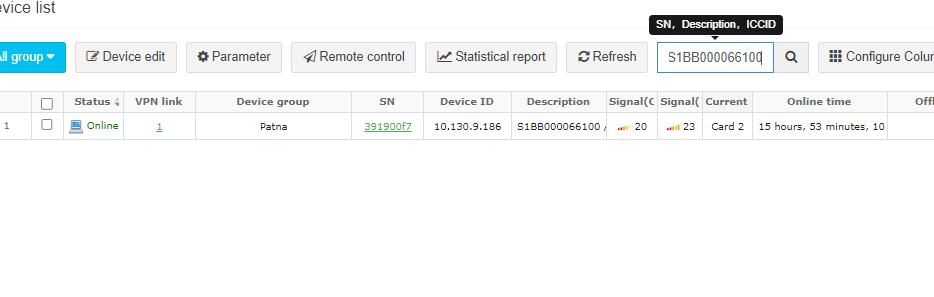 evice list
SN, Description, ICCID
All group Device edit Parameter Remote control Statistical report Refresh S1BB000066100 Configure Colun
Status VPN link Device group SN Device ID Description Signal(C Signal( Current Online time Offl
1 Online 1 Patna 391900f7 10.130.9.186 S1BB000066100 / 20 23 Card 2 15 hours, 53 minutes, 10